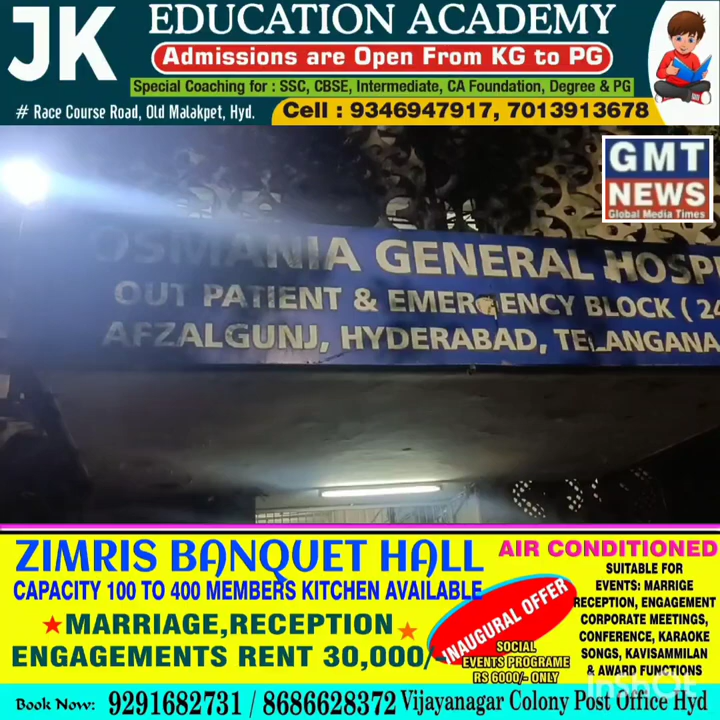 JK EDUCATION ACADEMY
Admissions are Open From KG to PG
Special Coaching for : SSC, CBSE, Intermediate, CA Foundation, Degree & PG
# Race Course Road, Old Malakpet, Hyd.
Cell : 9346947917, 7013913678
GMT
NEWS
Global Media Times
OSMANIA GENERAL HOSPI
OUT PATIENT & EMERGENCY BLOCK ( 24
AFZALGUNJ, HYDERABAD, TELANGANA
ZIMRIS BANQUET HALL
CAPACITY 100 TO 400 MEMBERS KITCHEN AVAILABLE
MARRIAGE,RECEPTION
ENGAGEMENTS RENT 30,000/-
INAUGURAL OFFER
SOCIAL
EVENTS PROGRAME
RS 6000/- ONLY
AIR CONDITIONED
SUITABLE FOR
EVENTS: MARRIGE
RECEPTION, ENGAGEMENT
CORPORATE MEETINGS,
CONFERENCE, KARAOKE
SONGS, KAVISAMMILAN
& AWARD FUNCTIONS
InShOt
Book Now: 9291682731 / 8686628372 Vijayanagar Colony Post Office Hyd